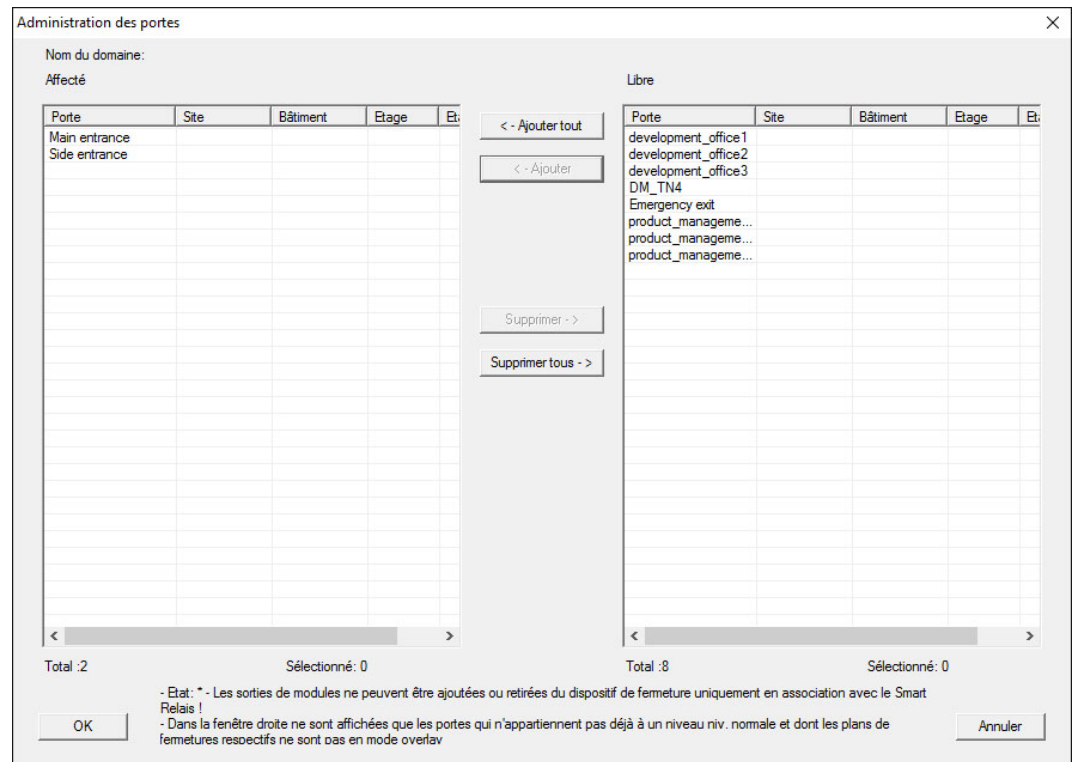 Administration des portes
Nom du domaine:
Affecté
Libre
Porte Site Bâtiment Etage Et
Main entrance
Side entrance
< - Ajouter tout
< - Ajouter
Supprimer - >
Supprimer tous - >
Porte Site Bâtiment Etage Et
development_office1
development_office2
development_office3
DM_TN4
Emergency exit
product_manageme...
product_manageme...
product_manageme...
Total :2 Sélectionné: 0
Total :8 Sélectionné: 0
- Etat: * - Les sorties de modules ne peuvent être ajoutées ou retirées du dispositif de fermeture uniquement en association avec le Smart
Relais !
- Dans la fenêtre droite ne sont affichées que les portes qui n'appartiennent pas déjà à un niveau niv. normale et dont les plans de
fermetures respectifs ne sont pas en mode overlay
OK
Annuler